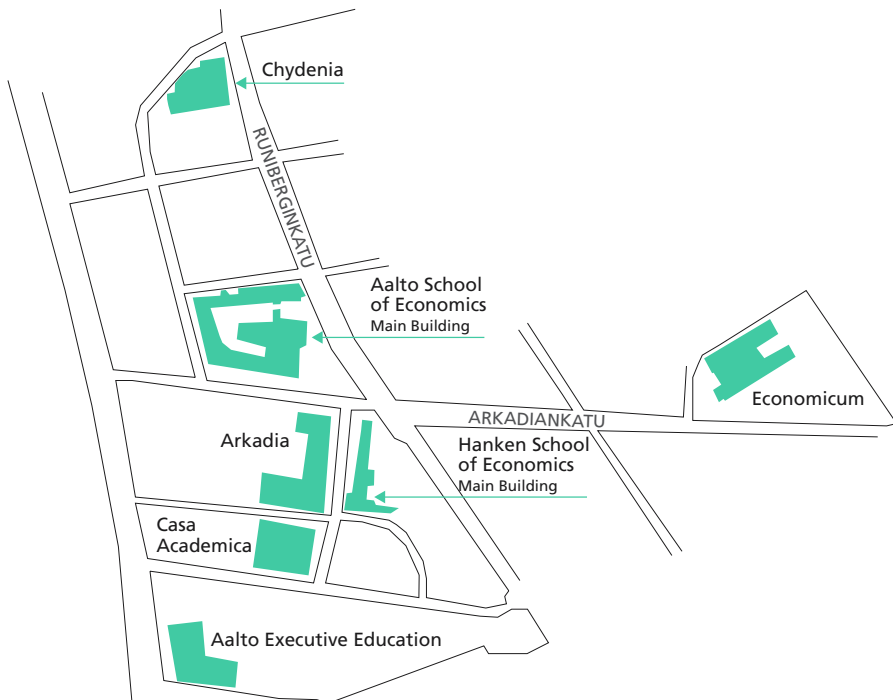 Chydenia
RUNIBERGINKATU
Aalto School
of Economics
Main Building
Economicum
ARKADIANKATU
Arkadia
Hanken School
of Economics
Main Building
Casa
Academica
Aalto Executive Education